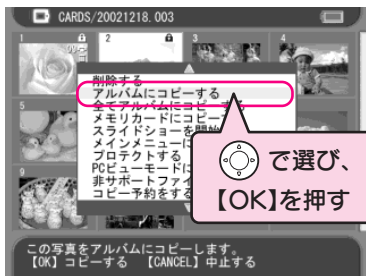 CARDS/20021218.003
1
2
3
4
5
9
削除する
アルバムにコピーする
全てアルバムにコピーする
メモリカードにコピー
スライドショーを開始
メインメニューに
プロテクトする
PCビューモードに
非サポートファイ
コピー予約をする
で選び、
【OK】を押す
この写真をアルバムにコピーします。
【OK】コピーする 【CANCEL】中止する